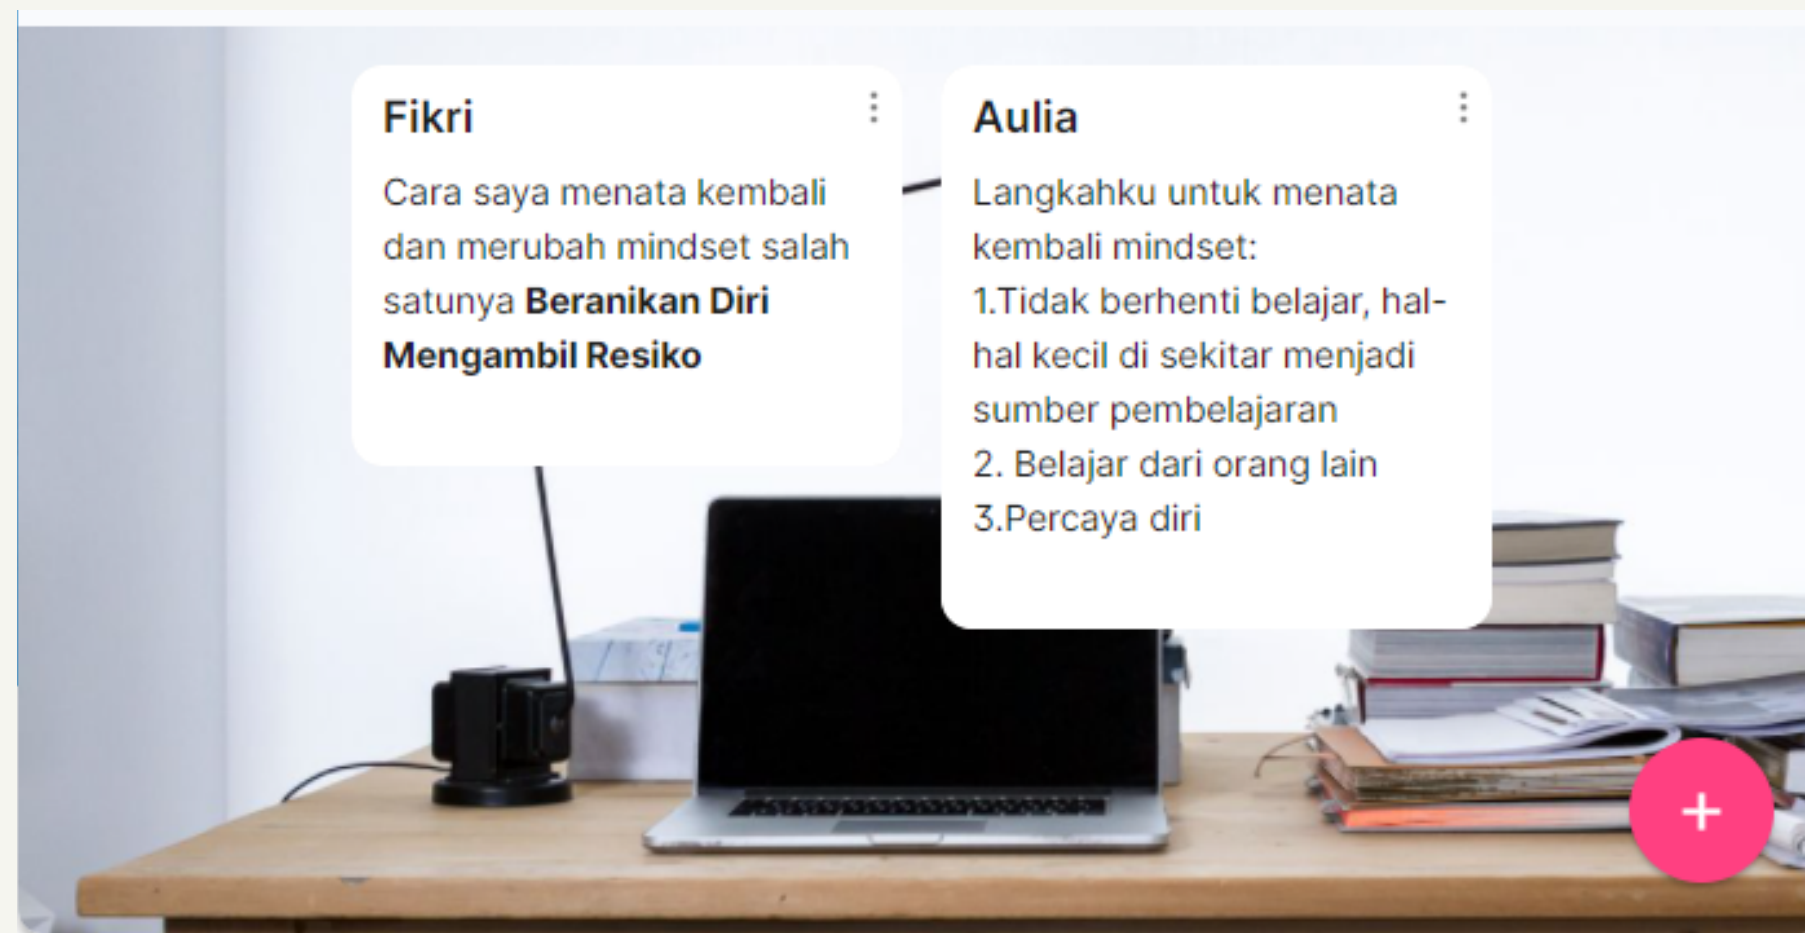 Fikri
Cara saya menata kembali
dan merubah mindset salah
satunya Beranikan Diri
Mengambil Resiko
Aulia
Langkahku untuk menata
kembali mindset:
1.Tidak berhenti belajar, hal-
hal kecil di sekitar menjadi
sumber pembelajaran
2. Belajar dari orang lain
3.Percaya diri